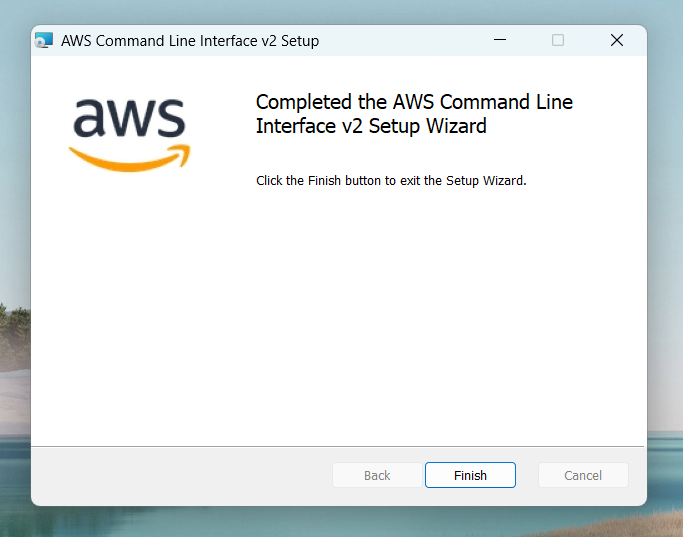 AWS Command Line Interface v2 Setup
aws
Completed the AWS Command Line
Interface v2 Setup Wizard
Click the Finish button to exit the Setup Wizard.
Back
Finish
Cancel